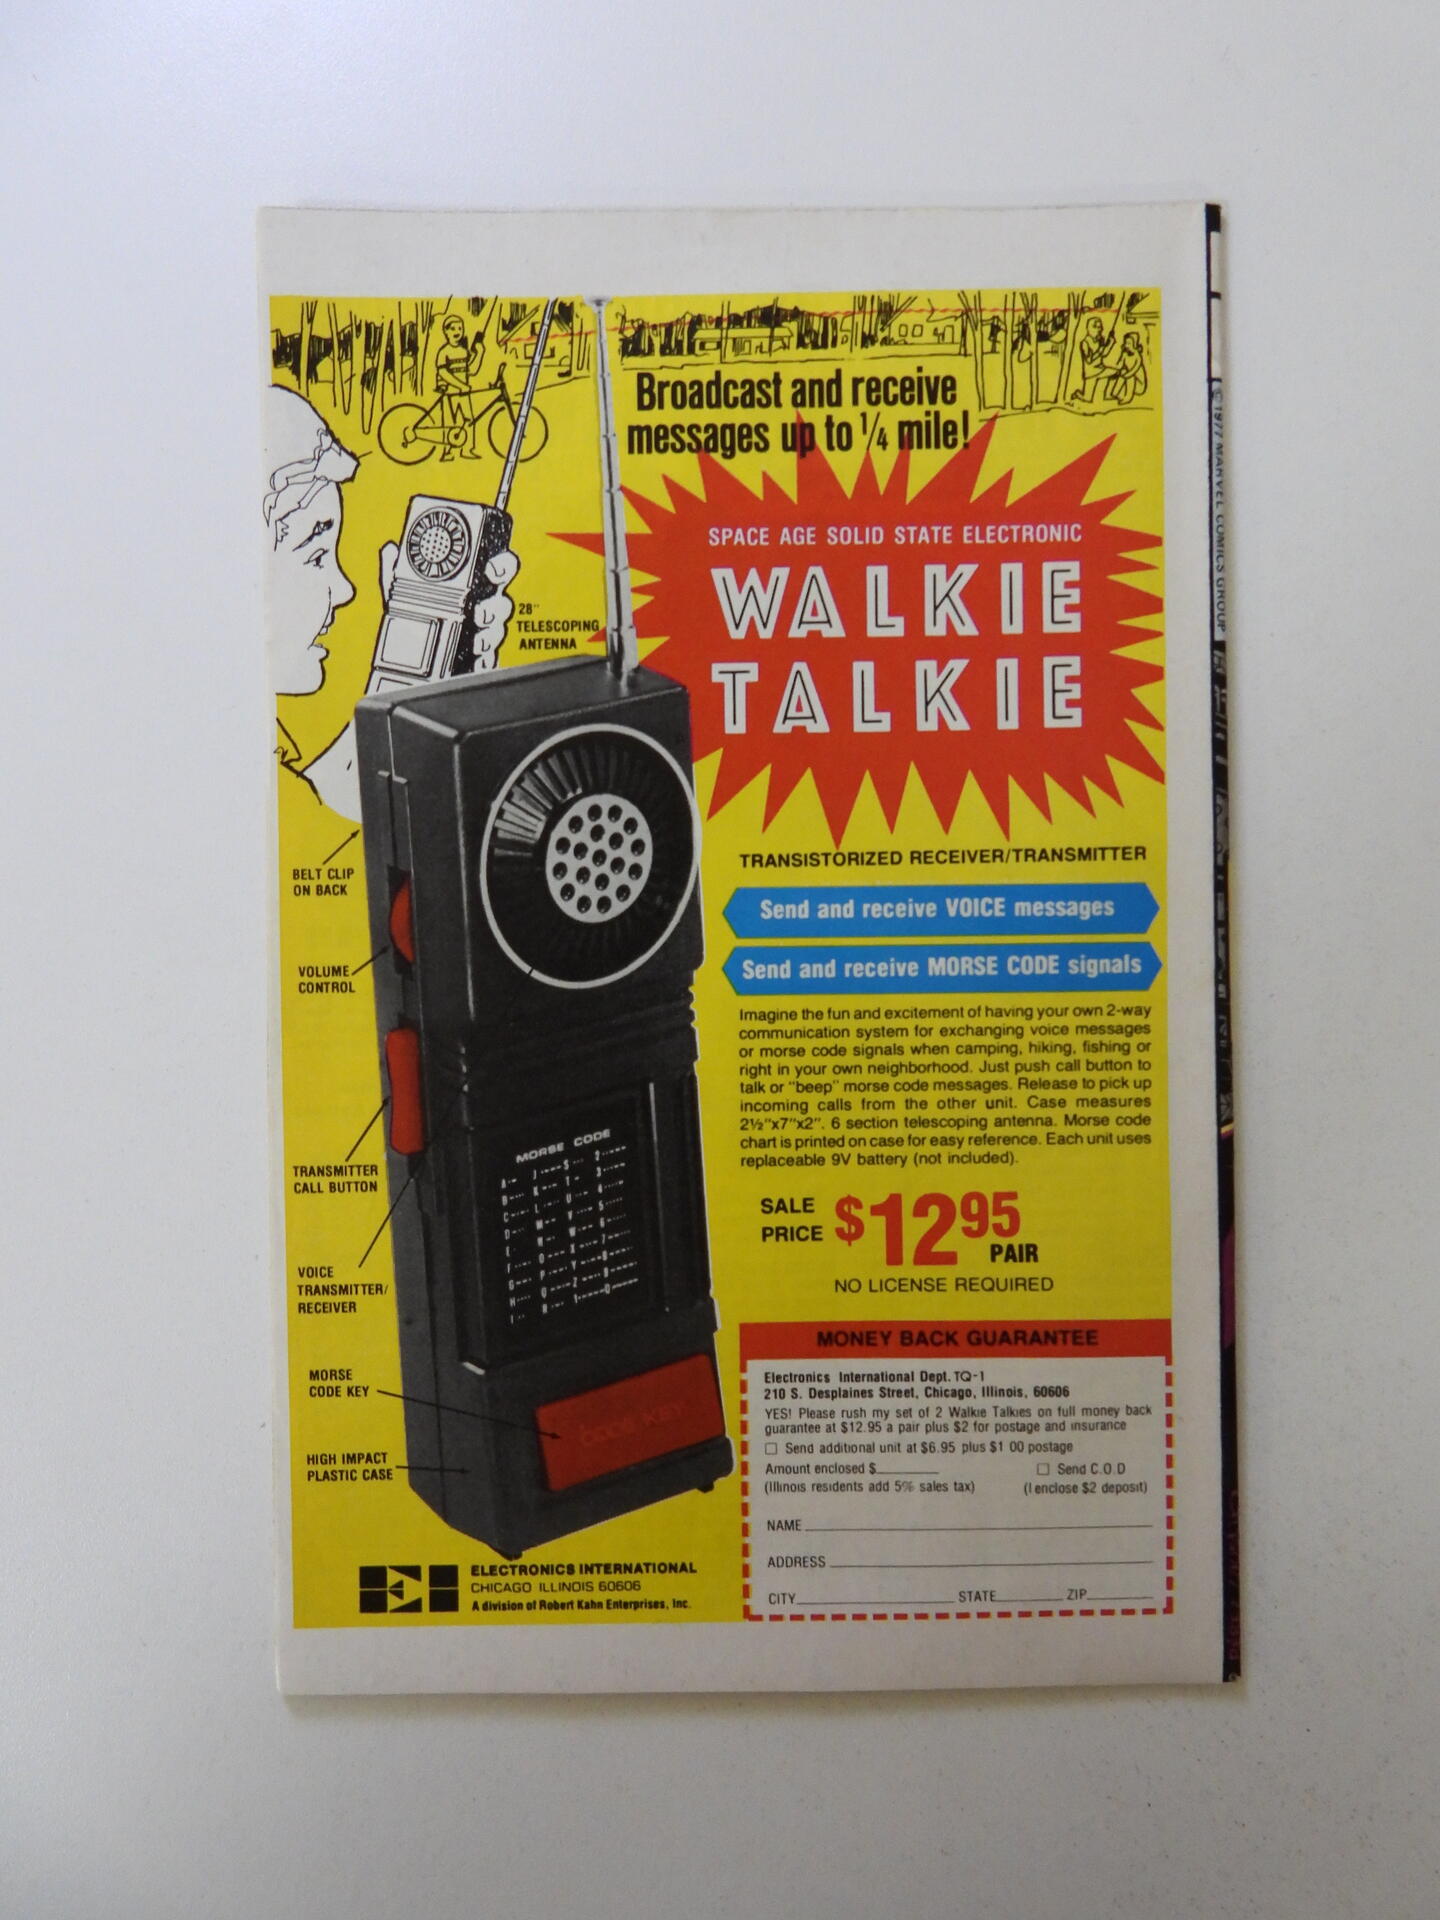 Broadcast and receive
messages up to 1/4 mile!
SPACE AGE SOLID STATE ELECTRONIC
WALKIE
TALKIE
28"
TELESCOPING
ANTENNA
BELT CLIP
ON BACK
VOLUME
CONTROL
TRANSMITTER
CALL BUTTON
VOICE
TRANSMITTER/
RECEIVER
MORSE
CODE KEY
HIGH IMPACT
PLASTIC CASE
MORSE CODE
CODE KEY
TRANSISTORIZED RECEIVER/TRANSMITTER
Send and receive VOICE messages
Send and receive MORSE CODE signals
Imagine the fun and excitement of having your own 2-way
communication system for exchanging voice messages
or morse code signals when camping, hiking, fishing or
right in your own neighborhood. Just push call button to
talk or "beep" morse code messages. Release to pick up
incoming calls from the other unit. Case measures
2½"x7"x2". 6 section telescoping antenna. Morse code
chart is printed on case for easy reference. Each unit uses
replaceable 9V battery (not included).
SALE
PRICE $12 95
PAIR
NO LICENSE REQUIRED
MONEY BACK GUARANTEE
Electronics International Dept. TQ-1
210 S. Desplaines Street, Chicago, Illinois, 60606
YES! Please rush my set of 2 Walkie Talkies on full money back
guarantee at $12.95 a pair plus $2 for postage and insurance
□ Send additional unit at $6.95 plus $1 00 postage
Amount enclosed $________ □ Send C.O.D
(Illinois residents add 5% sales tax) (I enclose $2 deposit)
NAME
ADDRESS
CITY STATE ZIP
EI
ELECTRONICS INTERNATIONAL
CHICAGO ILLINOIS 60606
A division of Robert Kahn Enterprises, Inc.
©1977 MARVEL COMICS GROUP